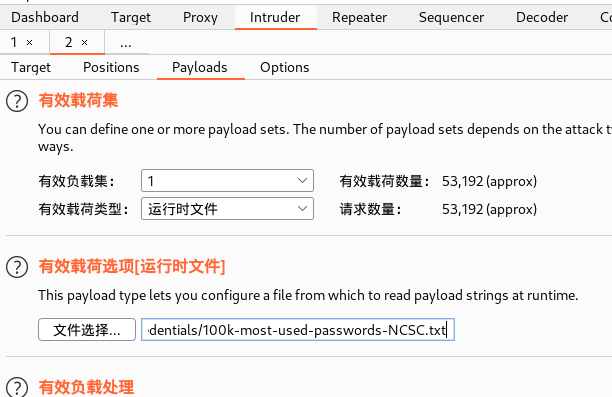 Dashboard Target Proxy Intruder Repeater Sequencer Decoder
1 × 2 × ...
Target Positions Payloads Options
? 有效载荷集
You can define one or more payload sets. The number of payload sets depends on the attack
ways.
有效负载集： 1 有效载荷数量： 53,192 (approx)
有效载荷类型： 运行时文件 请求数量： 53,192 (approx)
? 有效载荷选项[运行时文件]
This payload type lets you configure a file from which to read payload strings at runtime.
文件选择... dentials/100k-most-used-passwords-NCSC.txt
? 有效负载处理